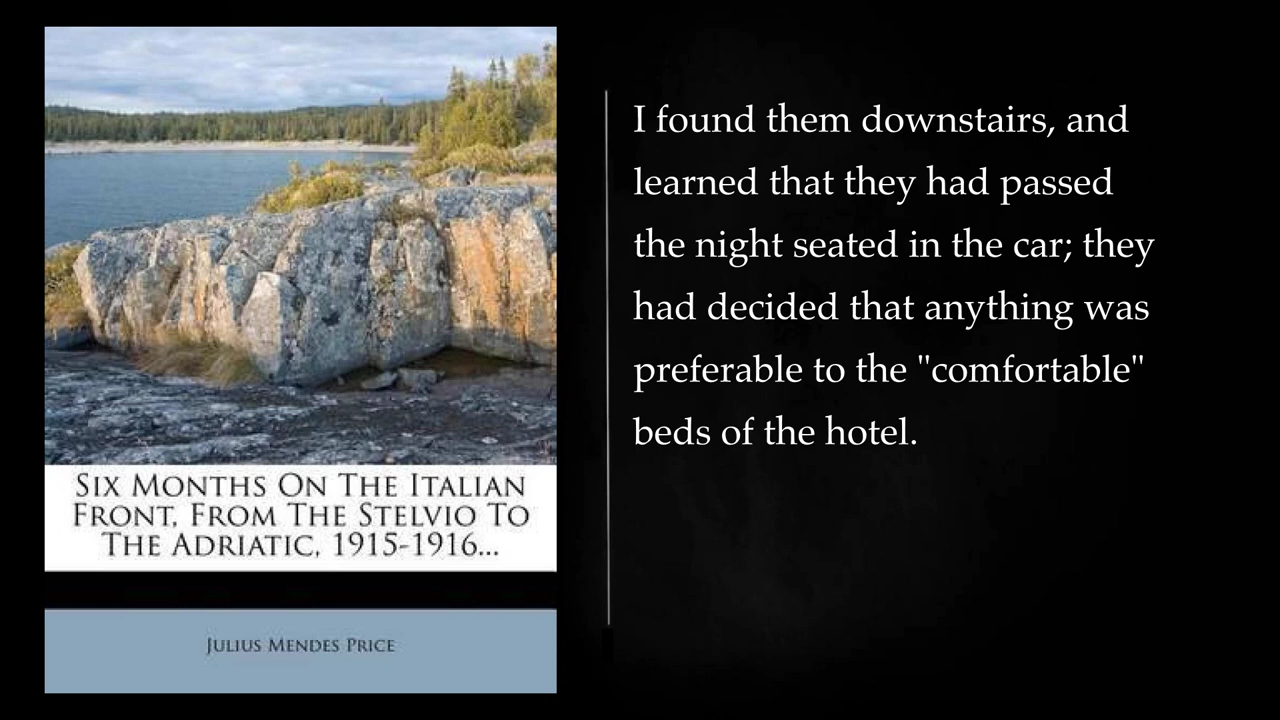 Six Months On The Italian
Front, From The Stelvio To
The Adriatic, 1915-1916...
Julius Mendes Price
I found them downstairs, and
learned that they had passed
the night seated in the car; they
had decided that anything was
preferable to the "comfortable"
beds of the hotel.